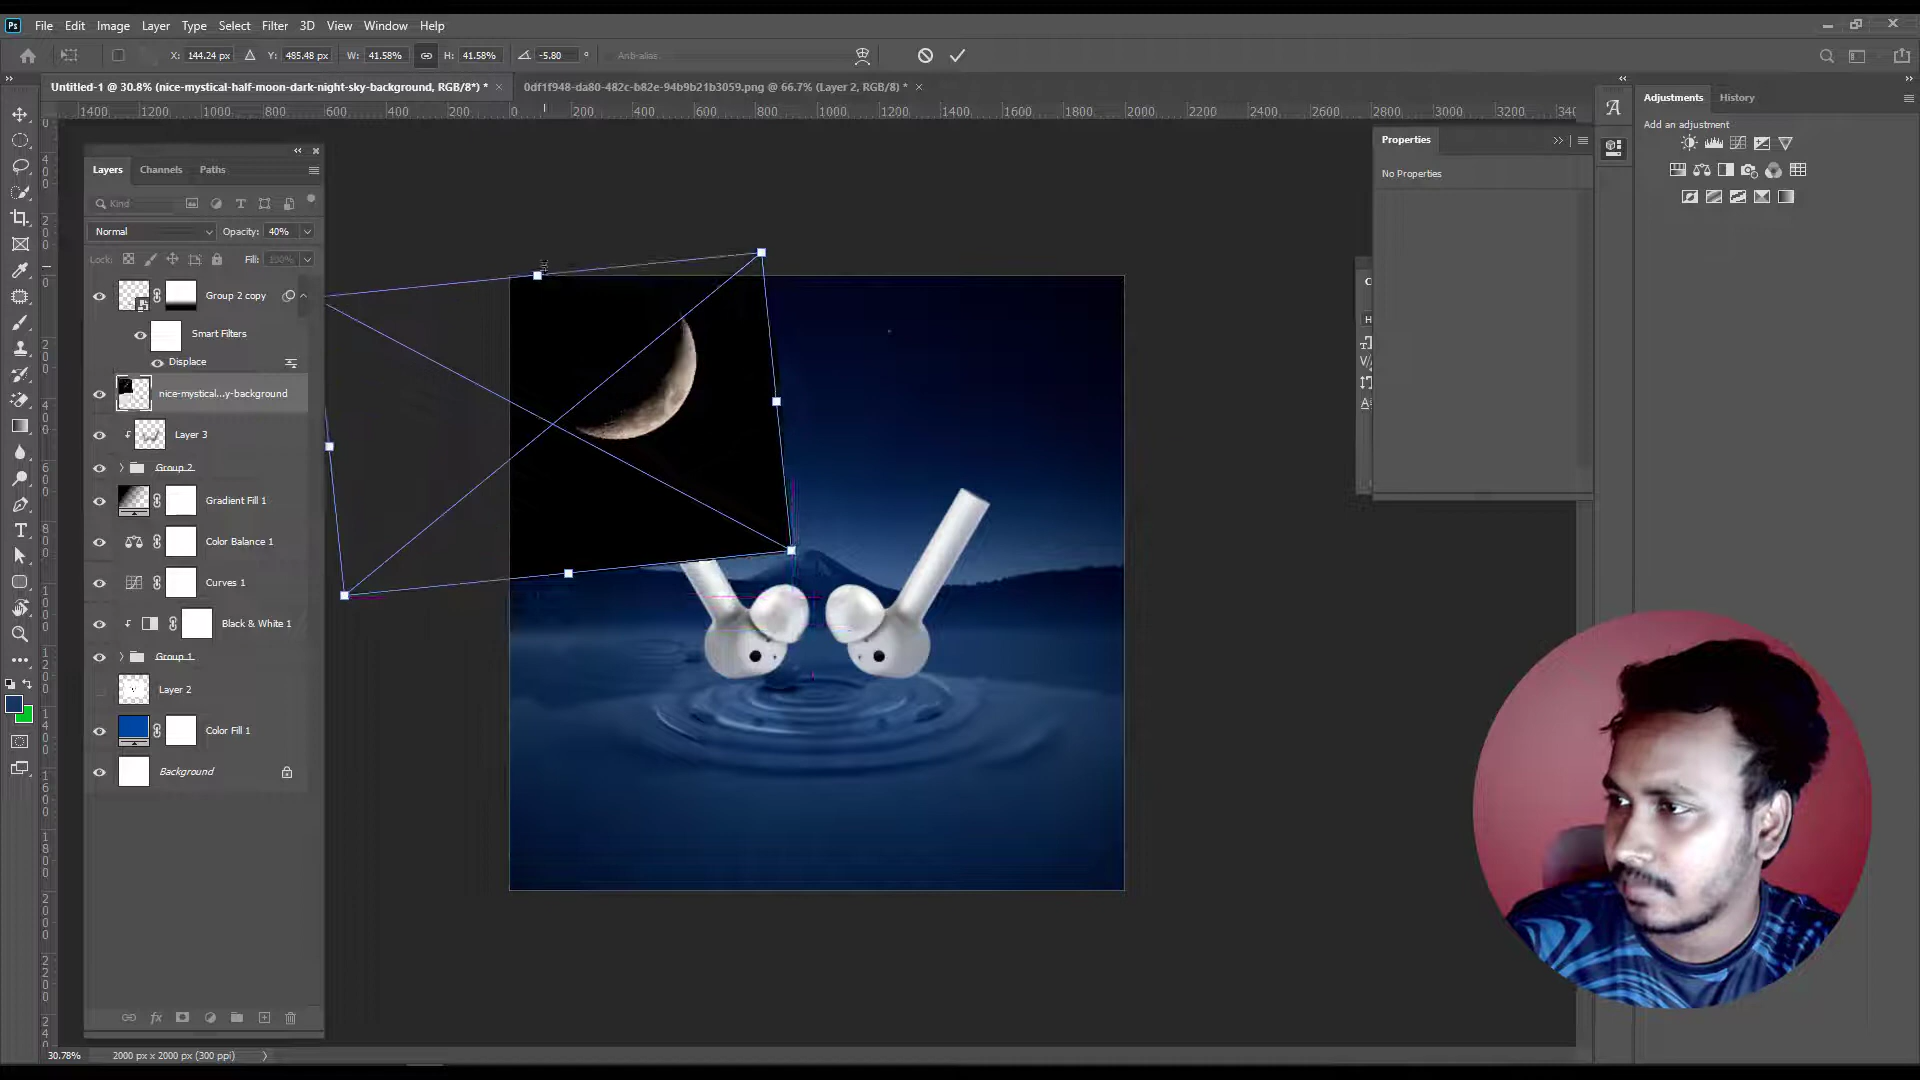 Ps File Edit Image Layer Type Select Filter 3D View Window Help
X: 144.24 px Y: 485.48 px W: 41.58% H: 41.58% -5.80 ° Anti-alias
Untitled-1 @ 30.8% (nice-mystical-half-moon-dark-night-sky-background, RGB/8*) * × 0df1f948-da80-482c-b82e-94b9b21b3059.png @ 66.7% (Layer 2, RGB/8) * ×
1400 1200 1000 800 600 400 200 0 200 400 600 800 1000 1200 1400 1600 1800 2000 2200 2400 2600 2800 3000 3200 340
Layers Channels Paths
Kind
Normal Opacity: 40%
Lock: Fill: 100%
Group 2 copy
Smart Filters
Displace
nice-mystical...y-background
Layer 3
Group 2
Gradient Fill 1
Color Balance 1
Curves 1
Black & White 1
Group 1
Layer 2
Color Fill 1
Background
fx
30.78% 2000 px x 2000 px (300 ppi)
Properties
No Properties
Adjustments History
Add an adjustment